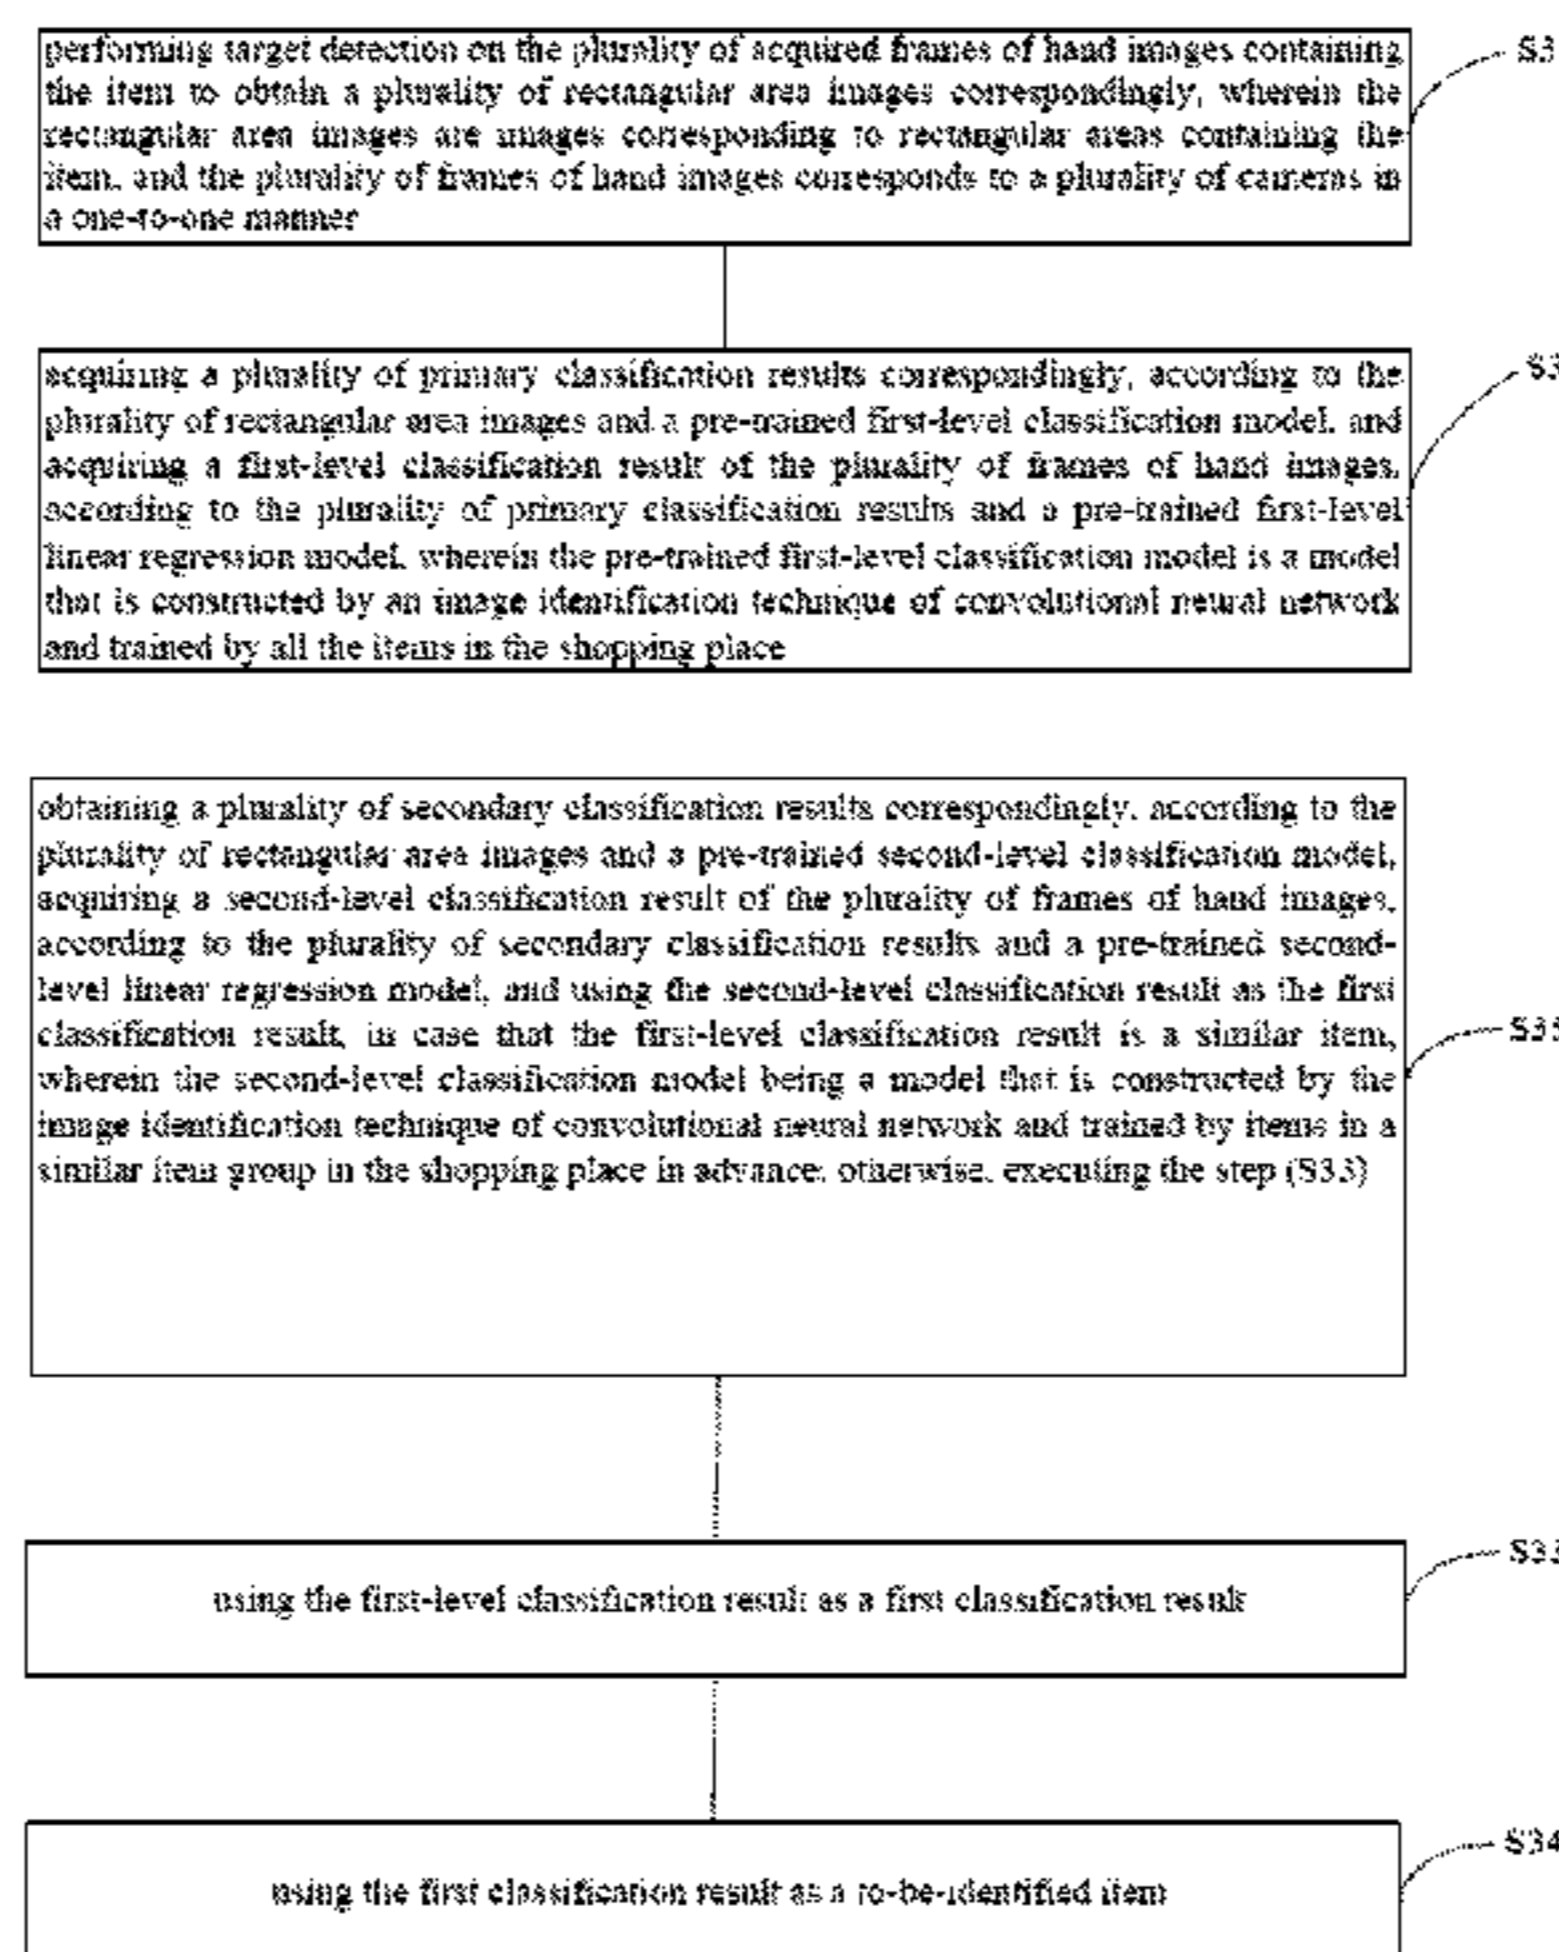 performing target detection on the plurality of acquired frames of hand images containing
the item to obtain a plurality of rectangular area images correspondingly, wherein the
rectangular area images are images corresponding to rectangular areas containing the
item, and the plurality of frames of hand images corresponds to a plurality of cameras in
a one-to-one manner
S3
acquiring a plurality of primary classification results correspondingly, according to the
plurality of rectangular area images and a pre-trained first-level classification model, and
acquiring a first-level classification result of the plurality of frames of hand images,
according to the plurality of primary classification results and a pre-trained first-level
linear regression model, wherein the pre-trained first-level classification model is a model
that is constructed by an image identification technique of convolutional neural network
and trained by all the items in the shopping place
S3
obtaining a plurality of secondary classification results correspondingly, according to the
plurality of rectangular area images and a pre-trained second-level classification model,
acquiring a second-level classification result of the plurality of frames of hand images,
according to the plurality of secondary classification results and a pre-trained second-
level linear regression model, and using the second-level classification result as the first
classification result, in case that the first-level classification result is a similar item,
wherein the second-level classification model being a model that is constructed by the
image identification technique of convolutional neural network and trained by items in a
similar item group in the shopping place in advance; otherwise, executing the step (S33)
using the first-level classification result as a first classification result
S33
using the first classification result as a to-be-identified item
S34